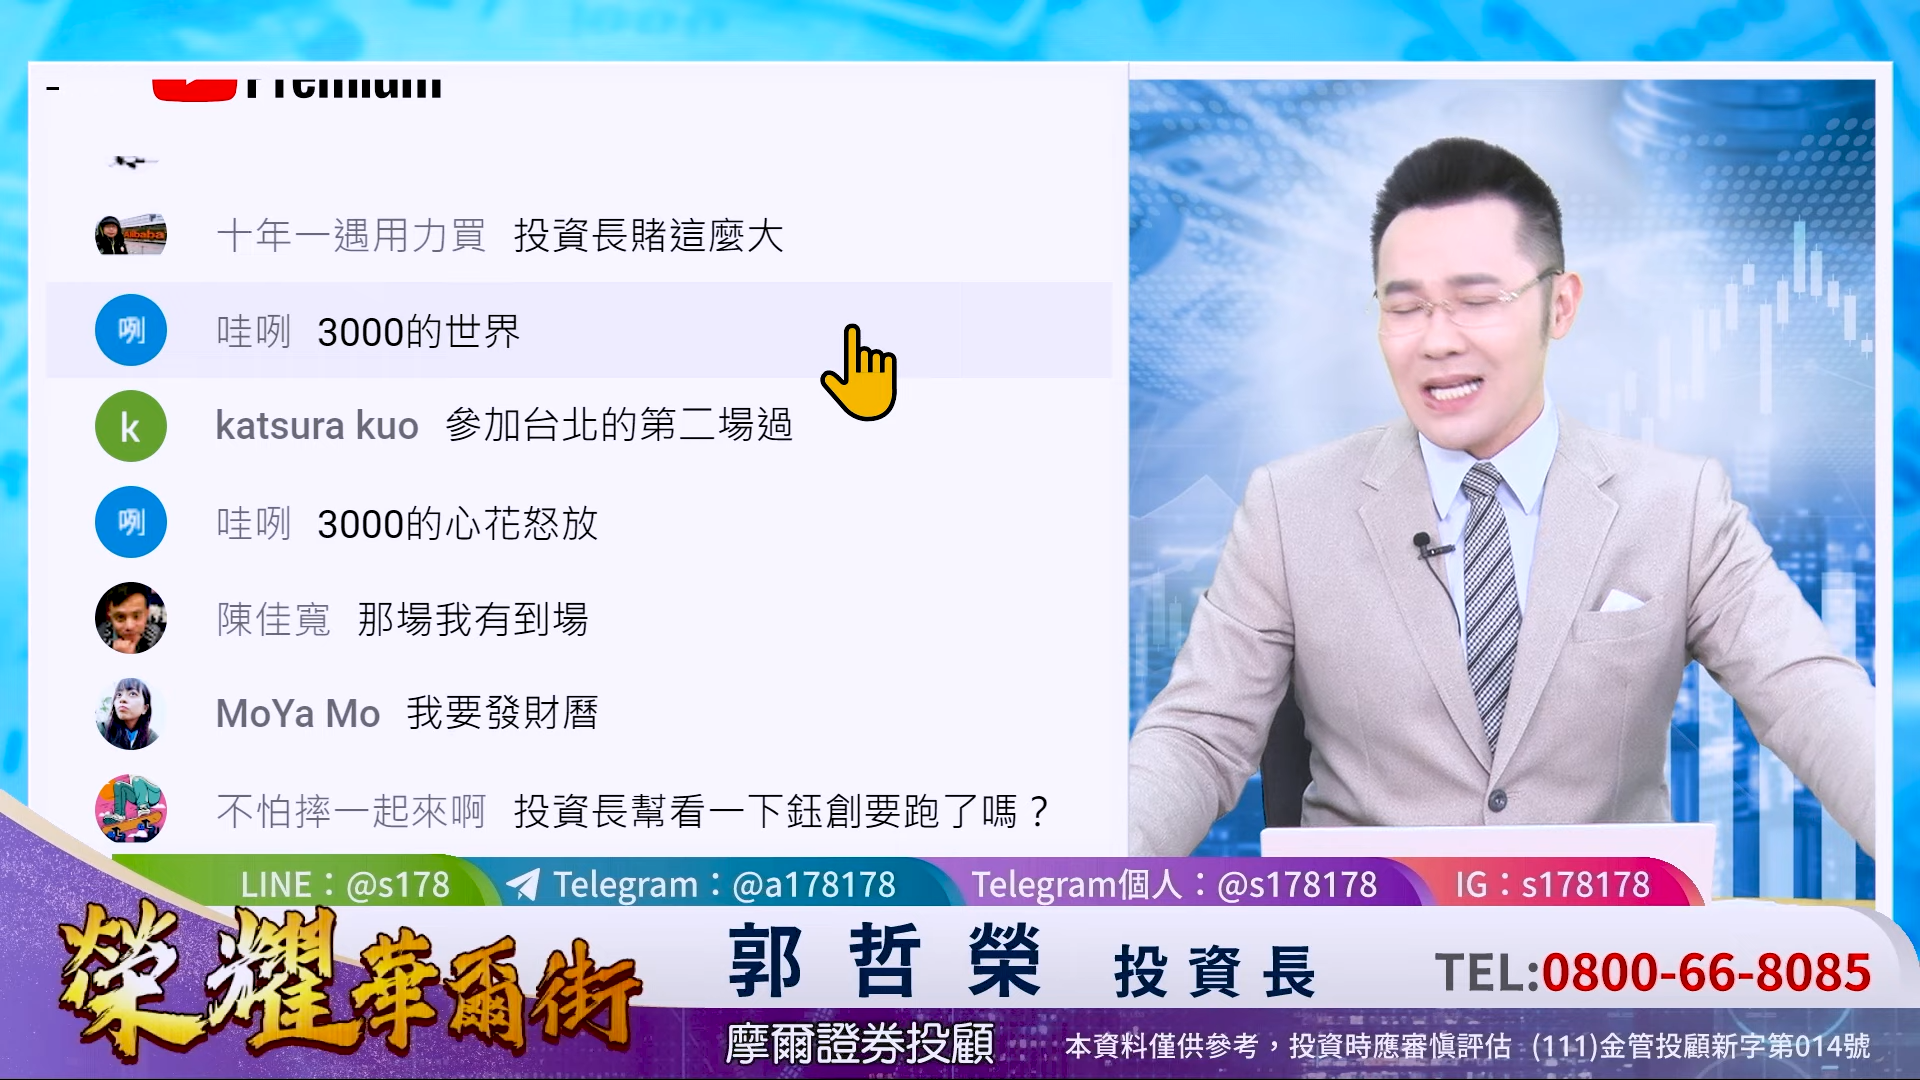 Premium
十年一遇用力買 投資長賭這麼大
Alibaba
咧 哇咧 3000的世界
k katsura kuo 參加台北的第二場過
咧 哇咧 3000的心花怒放
陳佳寬 那場我有到場
MoYa Mo 我要發財曆
不怕摔一起來啊 投資長幫看一下鈺創要跑了嗎？
LINE：@s178 Telegram：@a178178 Telegram個人：@s178178 IG：s178178
榮耀華爾街
郭哲榮 投資長 TEL:0800-66-8085
摩爾證券投顧 本資料僅供參考，投資時應審慎評估 (111)金管投顧新字第014號